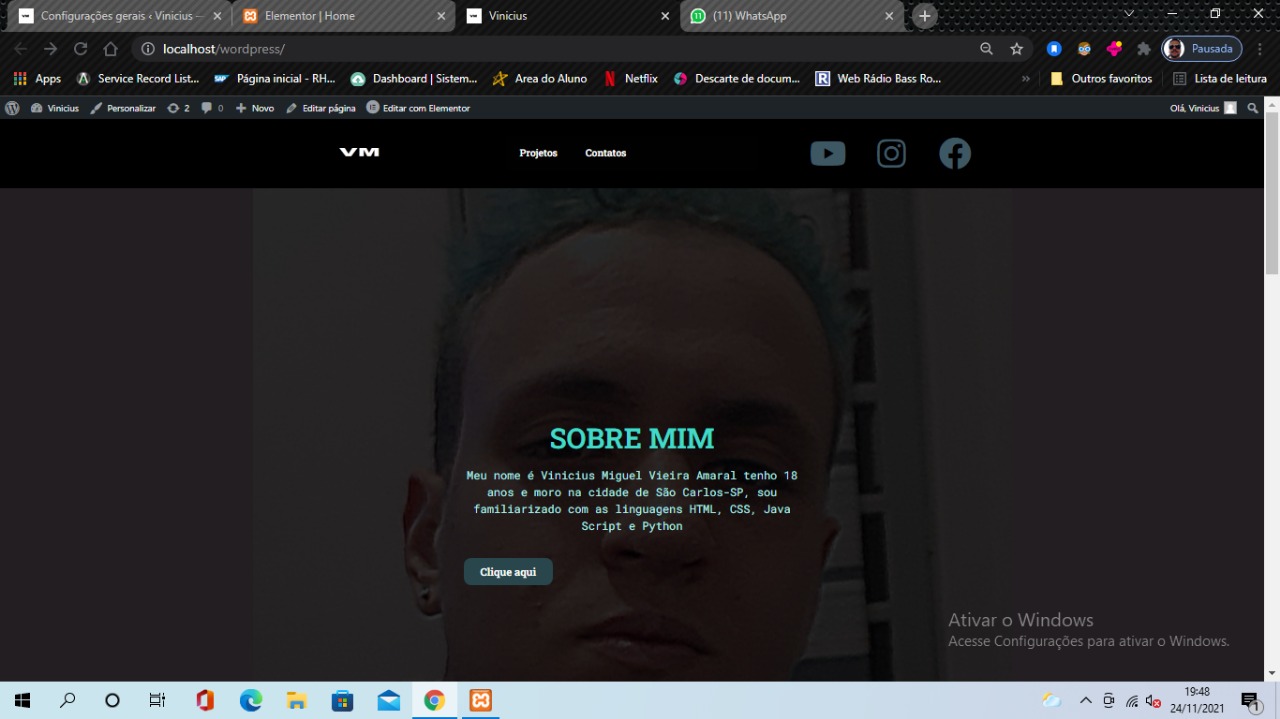 Configurações gerais ‹ Vinicius —
Elementor | Home
Vinicius
11 (11) WhatsApp
localhost/wordpress/
Pausada
Apps
Service Record List...
SAP Página inicial - RH...
Dashboard | Sistem...
Area do Aluno
N Netflix
Descarte de docum...
R Web Rádio Bass Ro...
»
Outros favoritos
Lista de leitura
Vinicius
Personalizar
2
0
Novo
Editar página
Editar com Elementor
Olá, Vinicius
VM
Projetos
Contatos
SOBRE MIM
Meu nome é Vinicius Miguel Vieira Amaral tenho 18
anos e moro na cidade de São Carlos-SP, sou
familiarizado com as linguagens HTML, CSS, Java
Script e Python
Clique aqui
Ativar o Windows
Acesse Configurações para ativar o Windows.
9:48
24/11/2021
1